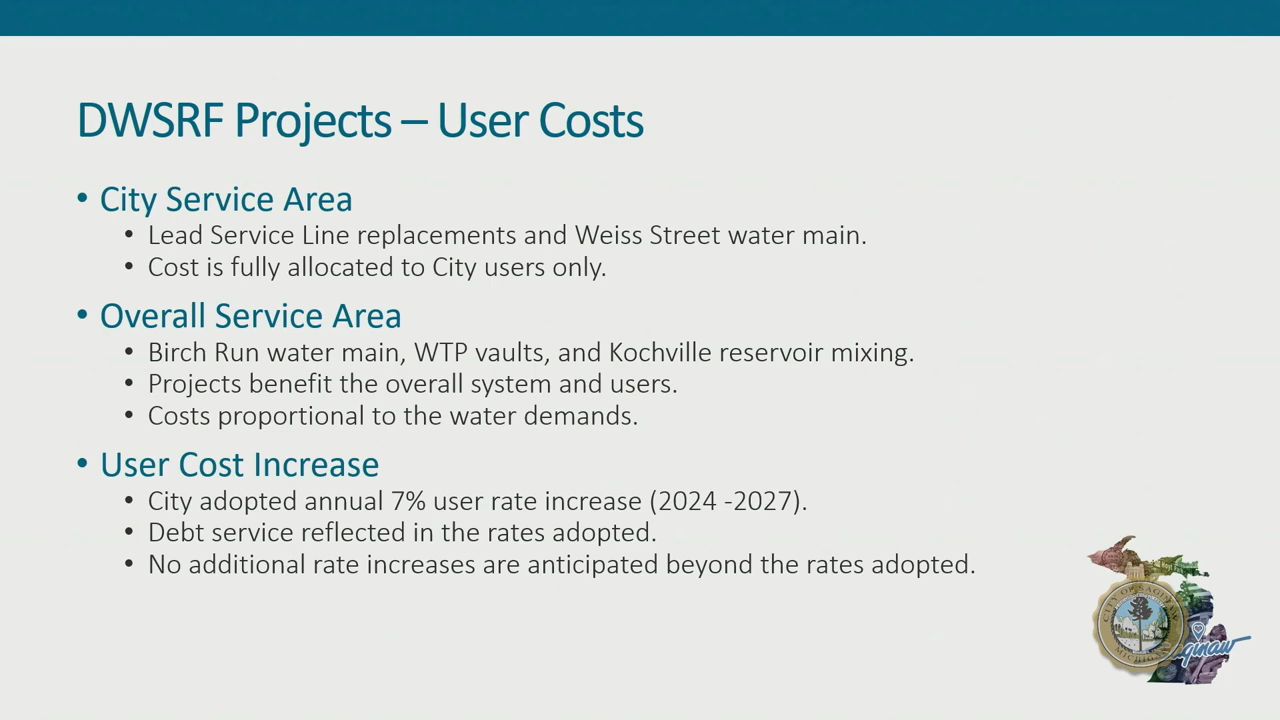 DWSRF Projects – User Costs
• City Service Area
• Lead Service Line replacements and Weiss Street water main.
• Cost is fully allocated to City users only.
• Overall Service Area
• Birch Run water main, WTP vaults, and Kochville reservoir mixing.
• Projects benefit the overall system and users.
• Costs proportional to the water demands.
• User Cost Increase
• City adopted annual 7% user rate increase (2024 -2027).
• Debt service reflected in the rates adopted.
• No additional rate increases are anticipated beyond the rates adopted.
CITY OF SAGINAW
MICHIGAN